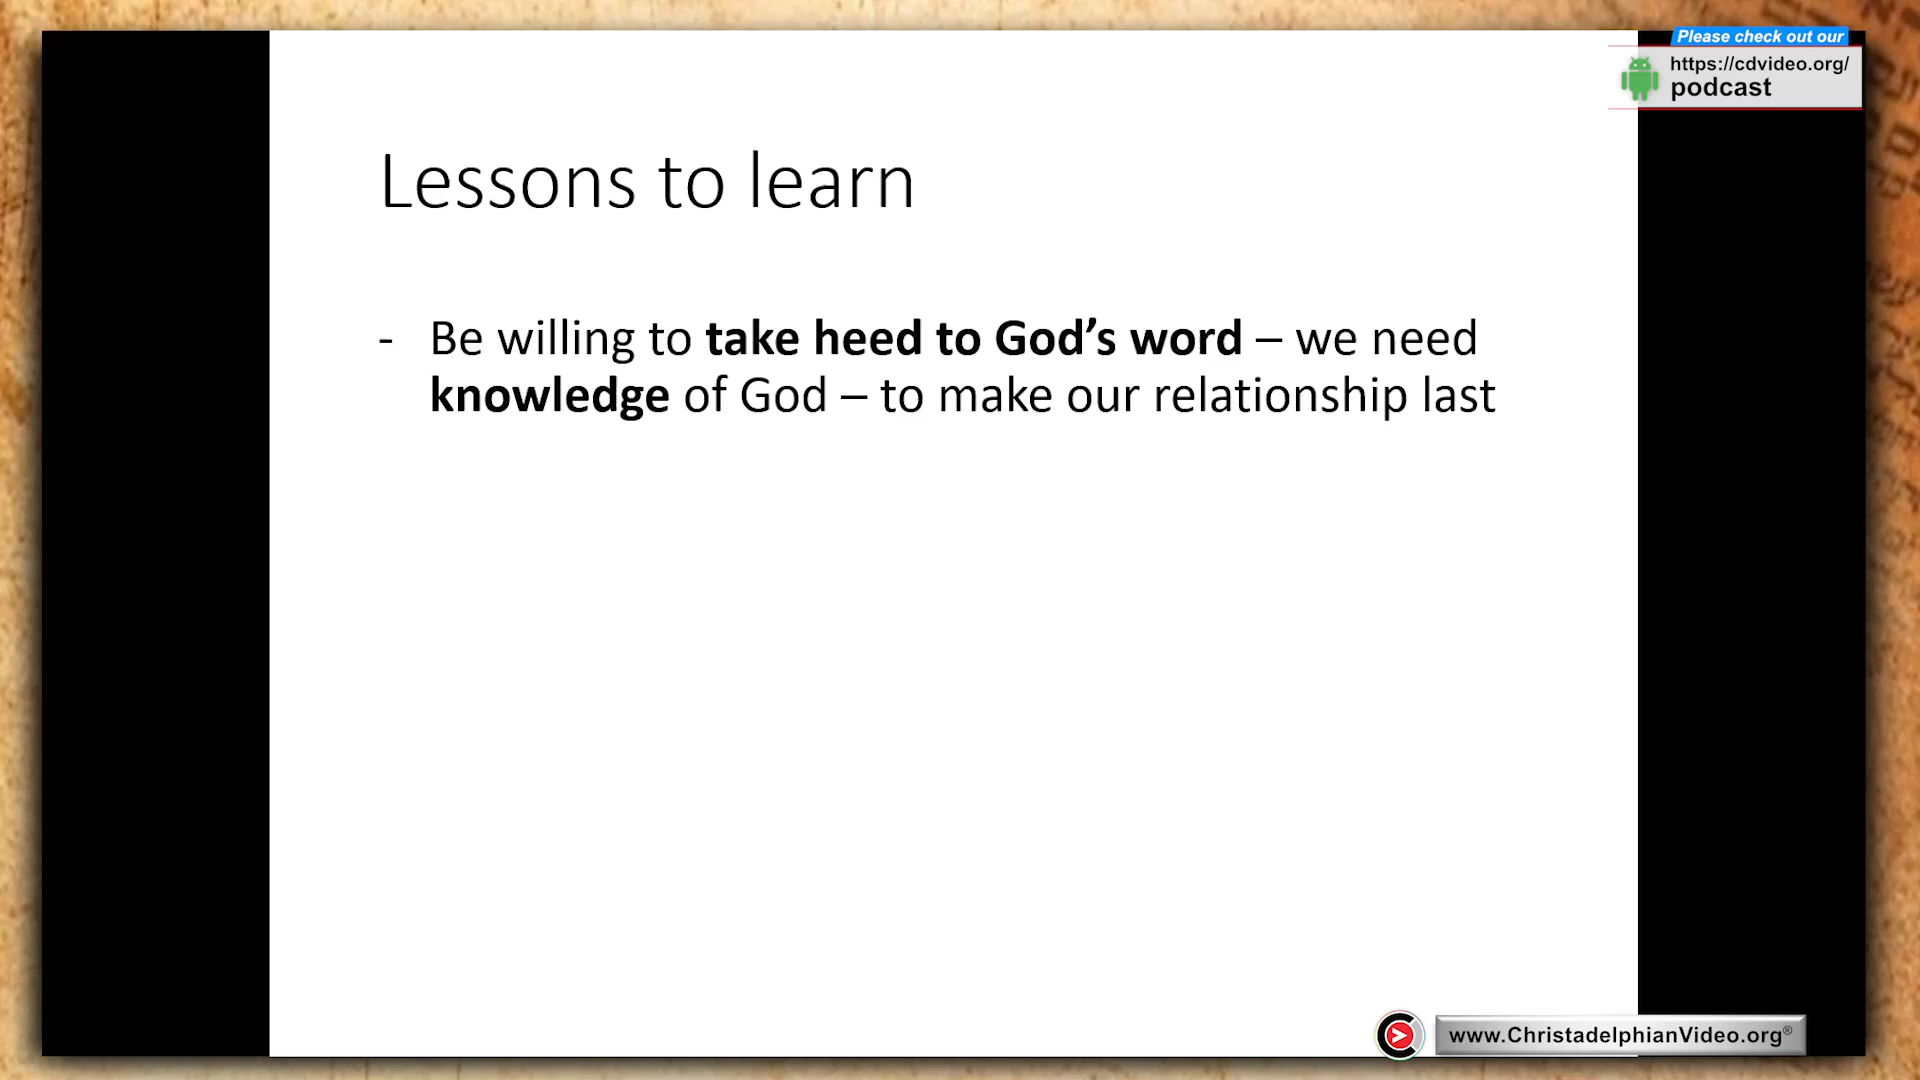 Please check out our
https://cdvideo.org/
podcast
Lessons to learn
- Be willing to take heed to God’s word – we need
knowledge of God – to make our relationship last
www.ChristadelphianVideo.org®